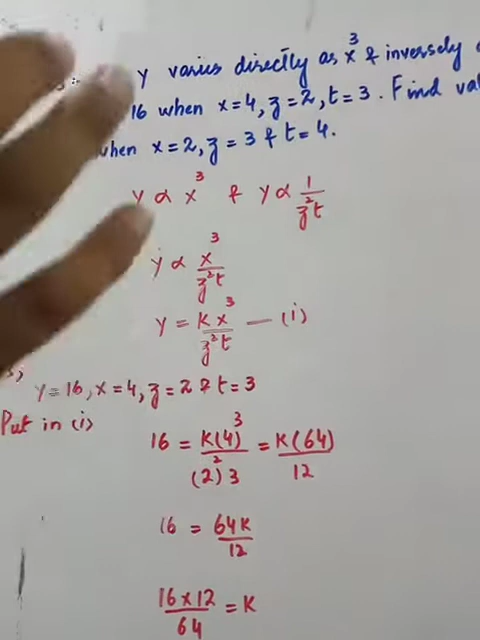 Y varies directly as x³ & inversely
16 when x=4, z=2, t=3. Find
when x=2, z=3 & t=4.
Y ∝ x³ & Y ∝ 1/z²t
Y ∝ x³/z²t
Y = Kx³/z²t — (i)
Y=16, x=4, z=2 & t=3
Put in (i)
16 = K(4)³/(2)²3 = K(64)/12
16 = 64K/12
16×12/64 = K